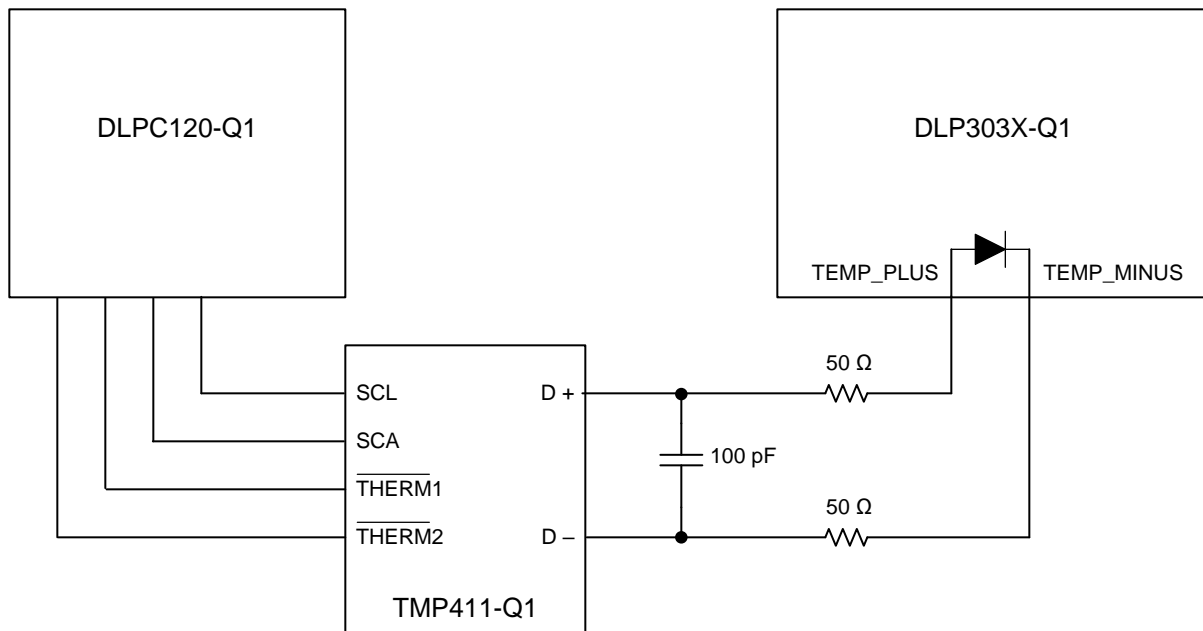 DLPC120-Q1
DLP303X-Q1
TEMP_PLUS
TEMP_MINUS
SCL
SCA
THERM1
THERM2
D +
D −
TMP411-Q1
50 Ω
100 pF
50 Ω